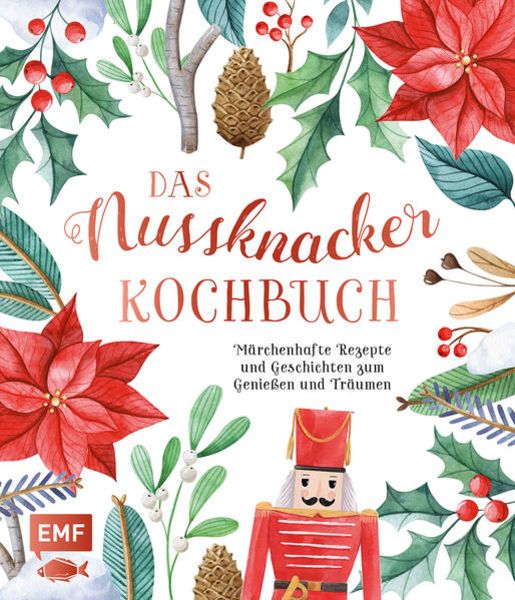 DAS
Nussknacker
KOCHBUCH
Märchenhafte Rezepte
und Geschichten zum
Genießen und Träumen
EMF